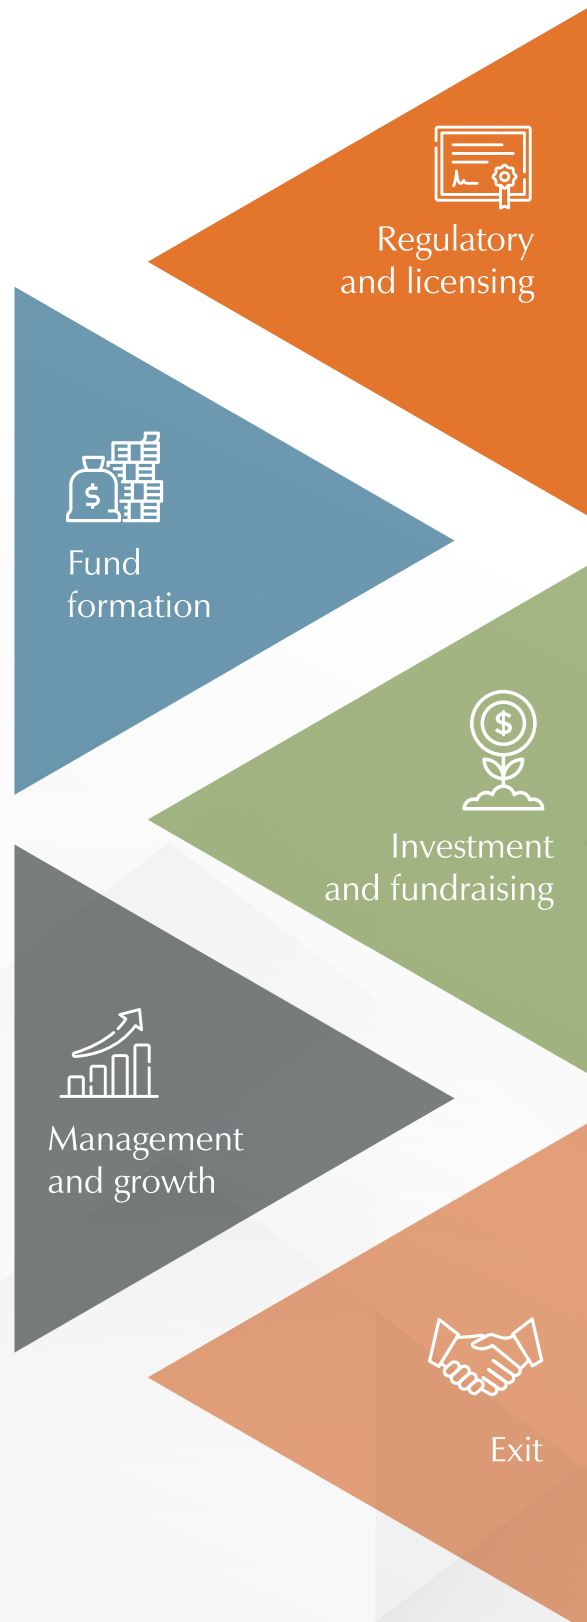 Regulatory
and licensing
$
Fund
formation
$
Investment
and fundraising
Management
and growth
Exit